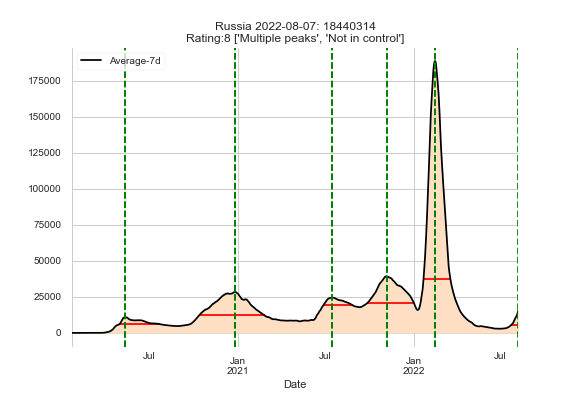 Russia 2022-08-07: 18440314
Rating:8 ['Multiple peaks', 'Not in control']
Average-7d
175000
150000
125000
100000
75000
50000
25000
0
Jul
Jan
2021
Jul
Jan
2022
Jul
Date